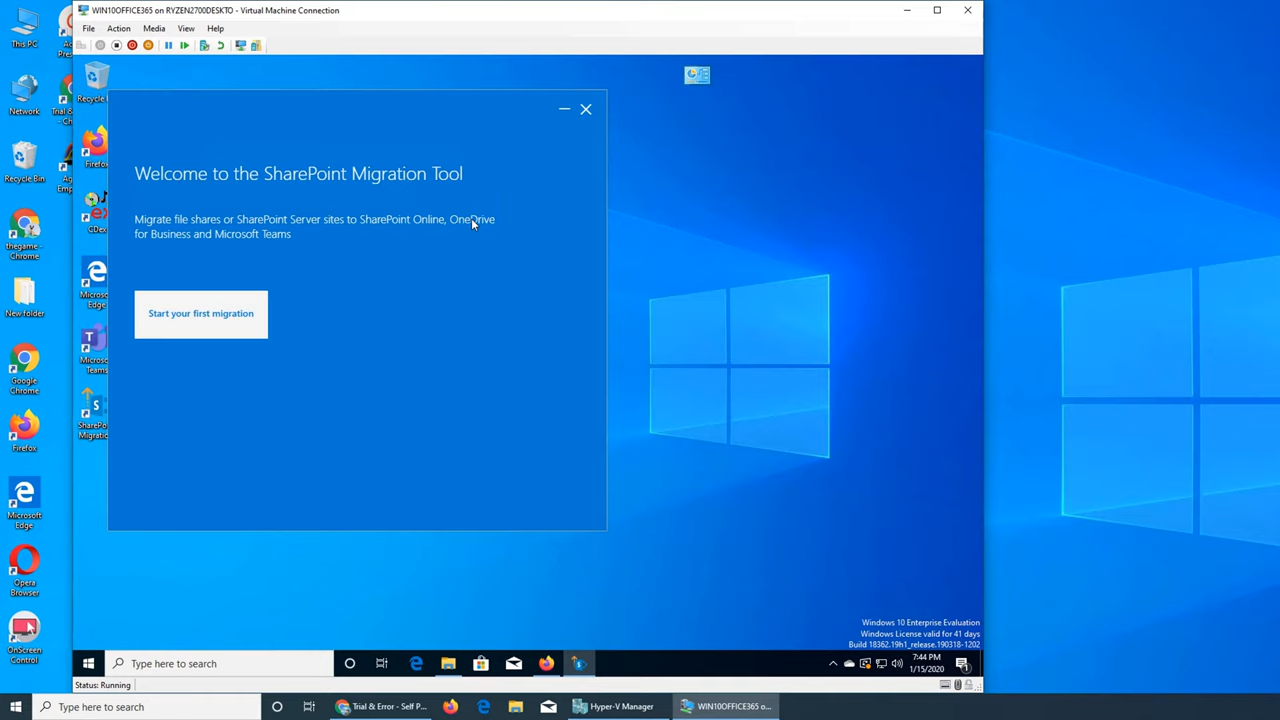 WIN10OFFICE365 on RYZEN2700DESKTO - Virtual Machine Connection
File Action Media View Help
This PC
Network
Recycle Bin
thegame -
Chrome
New folder
Google
Chrome
Firefox
Microsoft
Edge
Opera
Browser
OnScreen
Control
Recycle
Firefox
CDex
Micros
Edge
Micros
Teams
SharePo
Migratio
Welcome to the SharePoint Migration Tool
Migrate file shares or SharePoint Server sites to SharePoint Online, OneDrive
for Business and Microsoft Teams
Start your first migration
Windows 10 Enterprise Evaluation
Windows License valid for 41 days
Build 18362.19h1_release.190318-1202
Type here to search
7:44 PM
1/15/2020
Status: Running
Type here to search
Trial & Error - Self P...
Hyper-V Manager
WIN10OFFICE365 o...